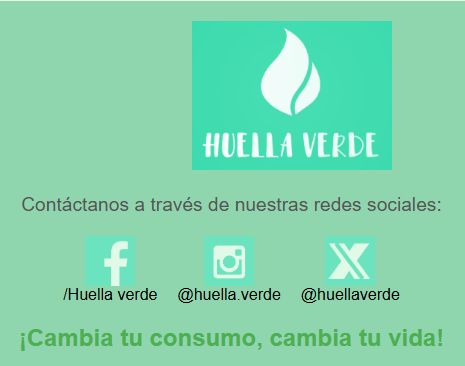 HUELLA VERDE
Contáctanos a través de nuestras redes sociales:
/Huella verde @huella.verde @huellaverde
¡Cambia tu consumo, cambia tu vida!